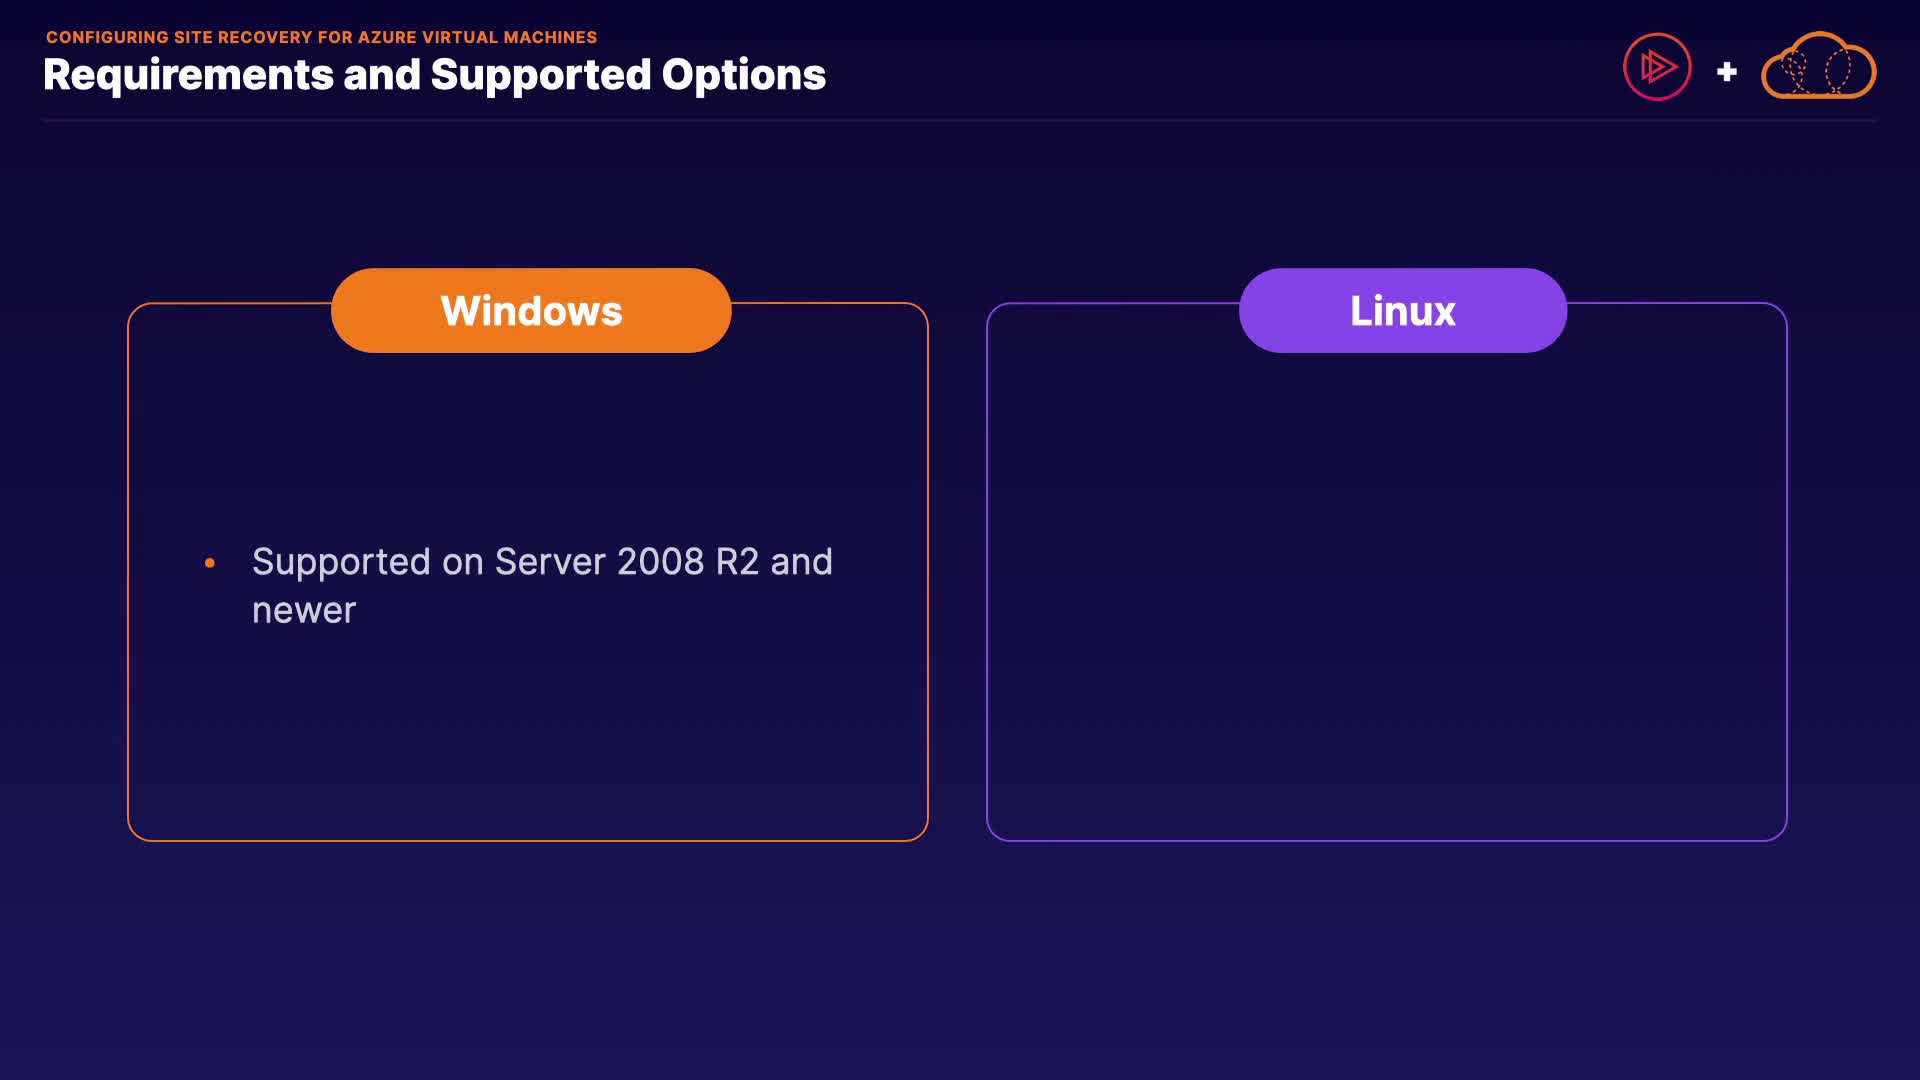 CONFIGURING SITE RECOVERY FOR AZURE VIRTUAL MACHINES
Requirements and Supported Options
Windows
• Supported on Server 2008 R2 and
newer
Linux